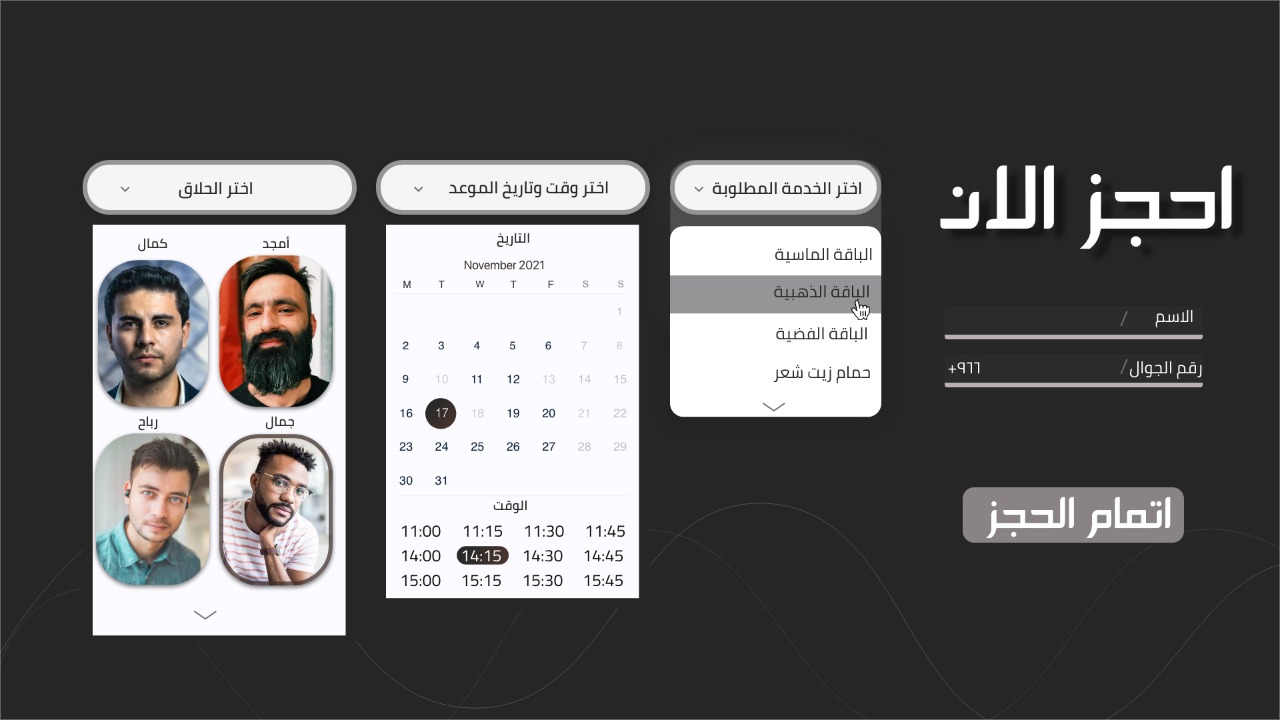 احجز الان
الاسم /
رقم الجوال / +٩٦٦
اتمام الحجز
اختر الخدمة المطلوبة
الباقة الماسية
الباقة الذهبية
الباقة الفضية
حمام زيت شعر
اختر وقت وتاريخ الموعد
التاريخ
November 2021
M T W T F S S
1
2 3 4 5 6 7 8
9 10 11 12 13 14 15
16 17 18 19 20 21 22
23 24 25 26 27 28 29
30 31
الوقت
11:00 11:15 11:30 11:45
14:00 14:15 14:30 14:45
15:00 15:15 15:30 15:45
اختر الحلاق
أمجد كمال
جمال رباح